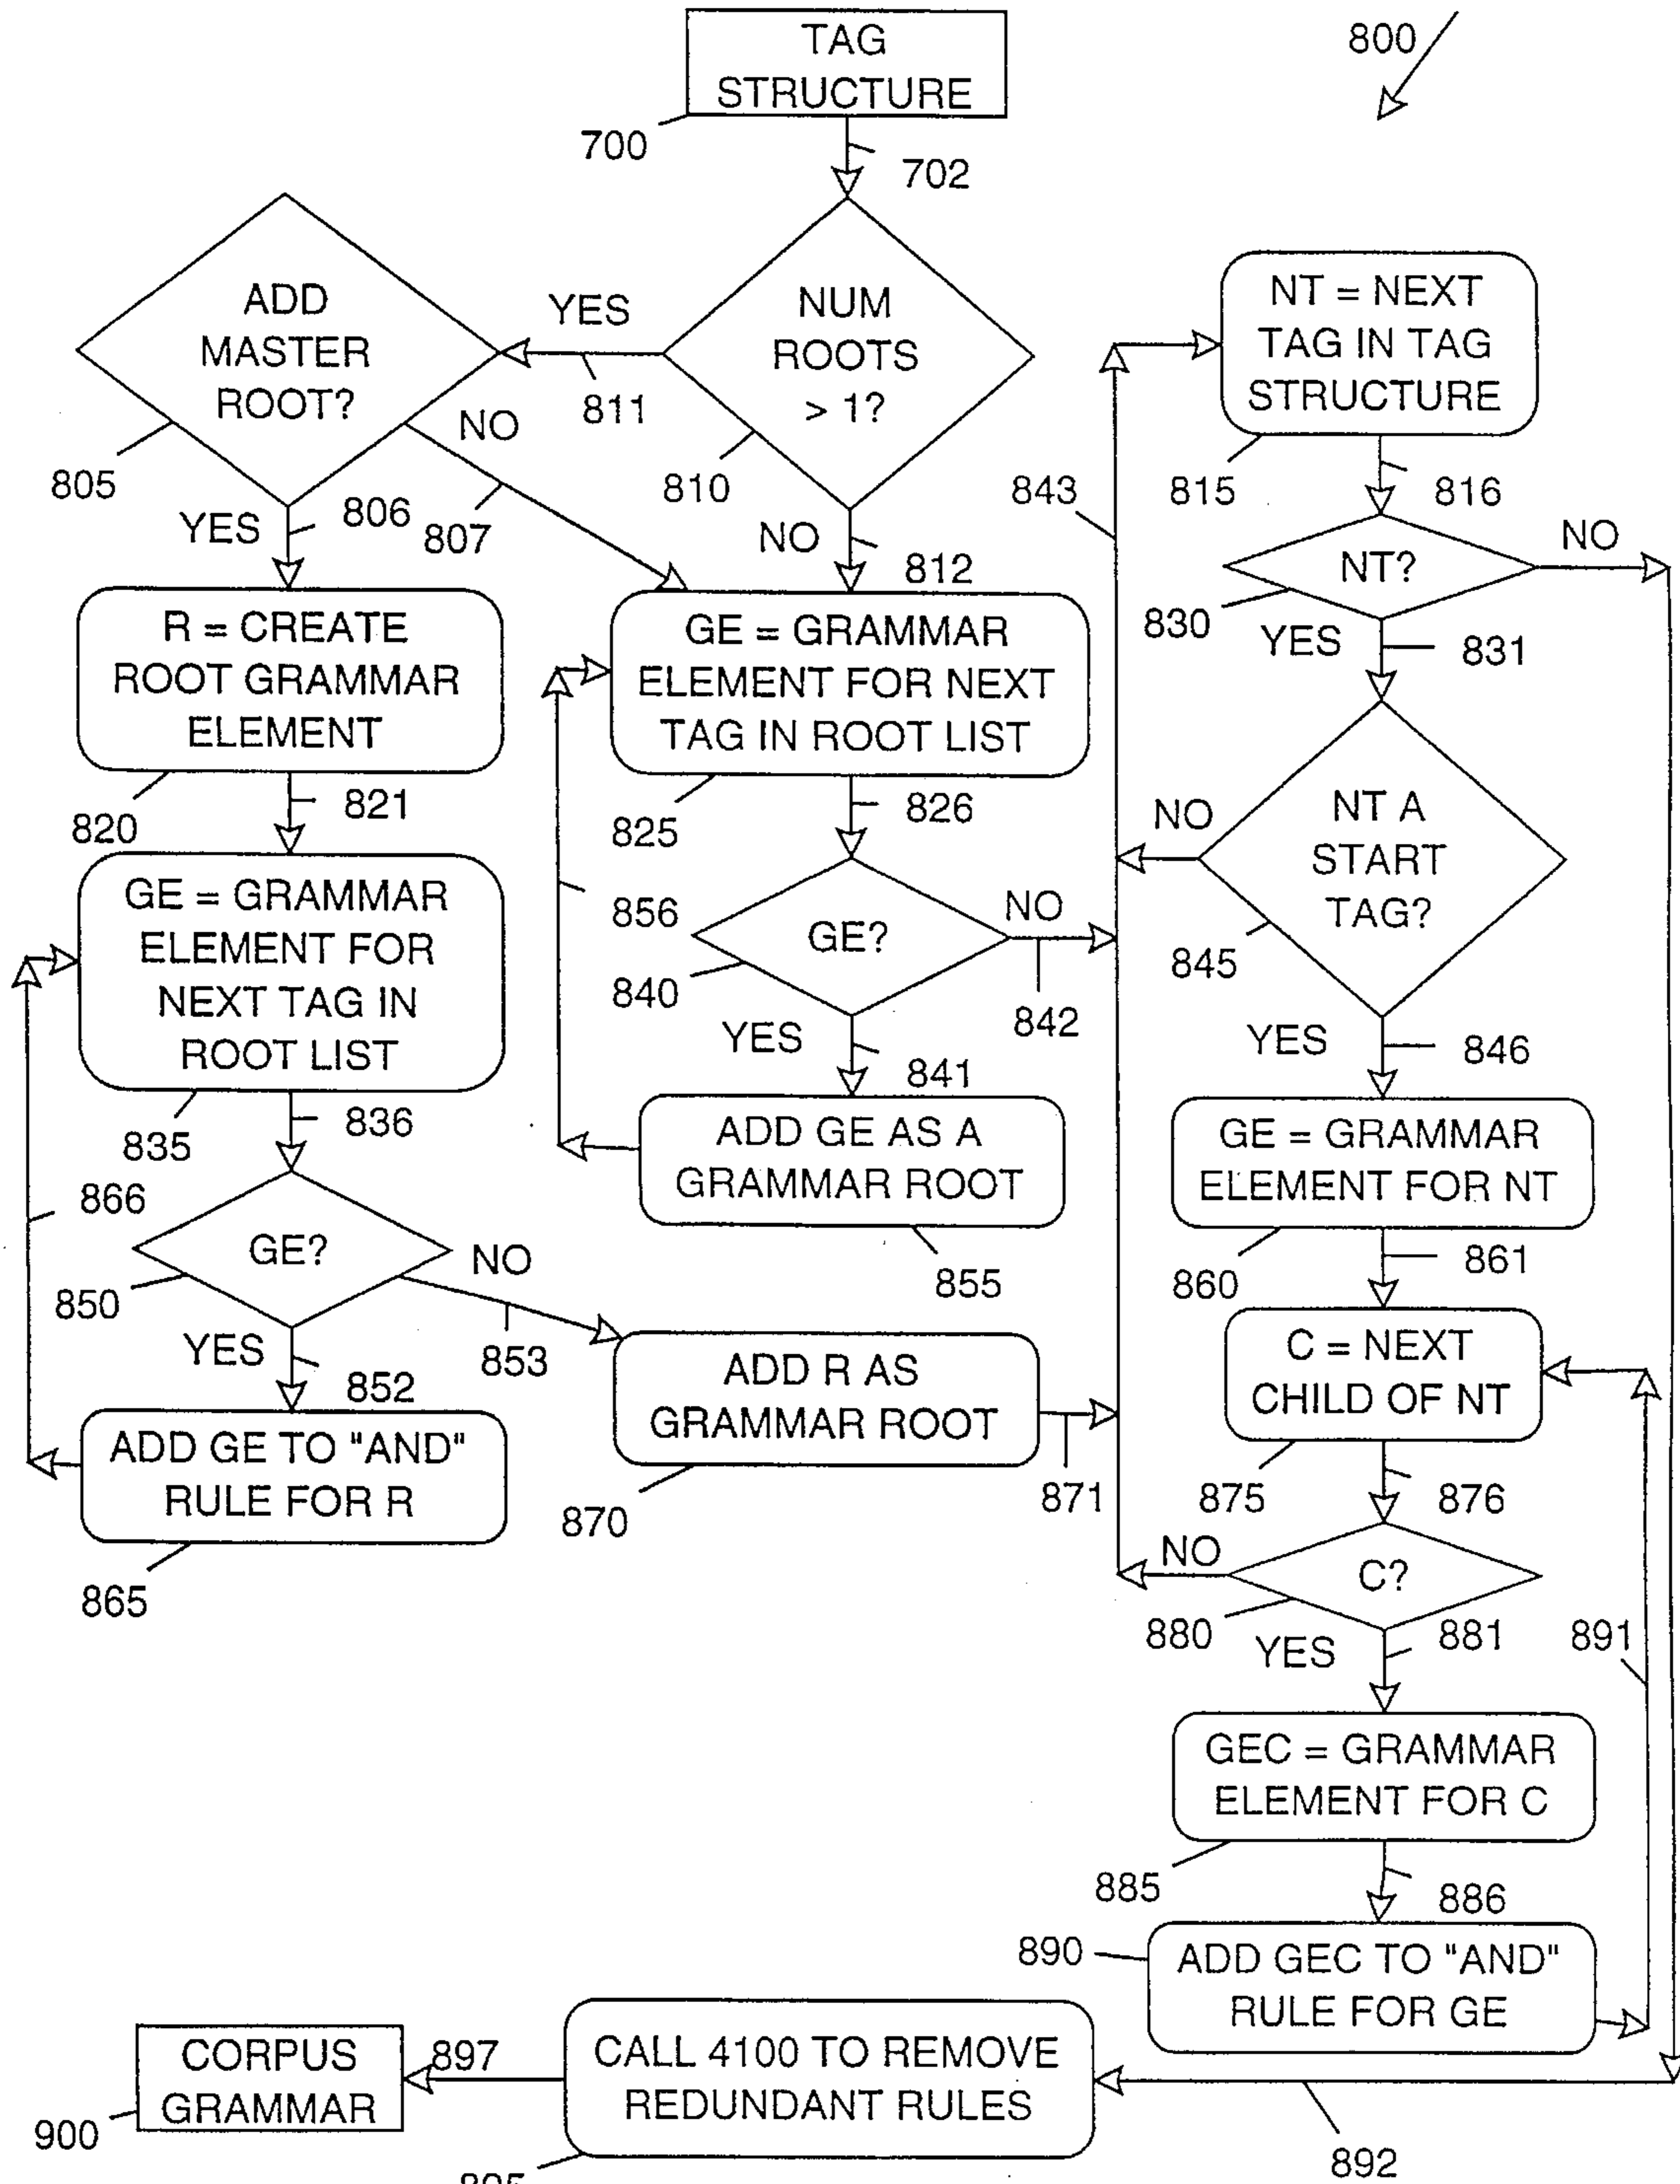 TAG
STRUCTURE
800
700
702
ADD
MASTER
ROOT?
YES
811
NUM
ROOTS
> 1?
NT = NEXT
TAG IN TAG
STRUCTURE
805
NO
807
810
843
815
816
YES
806
NO
812
NT?
NO
830
YES
831
R = CREATE
ROOT GRAMMAR
ELEMENT
820
821
GE = GRAMMAR
ELEMENT FOR NEXT
TAG IN ROOT LIST
825
826
NO
NT A
START
TAG?
845
YES
846
GE = GRAMMAR
ELEMENT FOR
NEXT TAG IN
ROOT LIST
835
836
856
GE?
NO
840
842
YES
841
ADD GE AS A
GRAMMAR ROOT
855
GE = GRAMMAR
ELEMENT FOR NT
860
861
866
GE?
NO
850
853
YES
852
ADD GE TO "AND"
RULE FOR R
865
ADD R AS
GRAMMAR ROOT
870
871
C = NEXT
CHILD OF NT
875
876
NO
C?
880
YES
881
891
GEC = GRAMMAR
ELEMENT FOR C
885
886
890
ADD GEC TO "AND"
RULE FOR GE
CORPUS
GRAMMAR
900
897
CALL 4100 TO REMOVE
REDUNDANT RULES
892